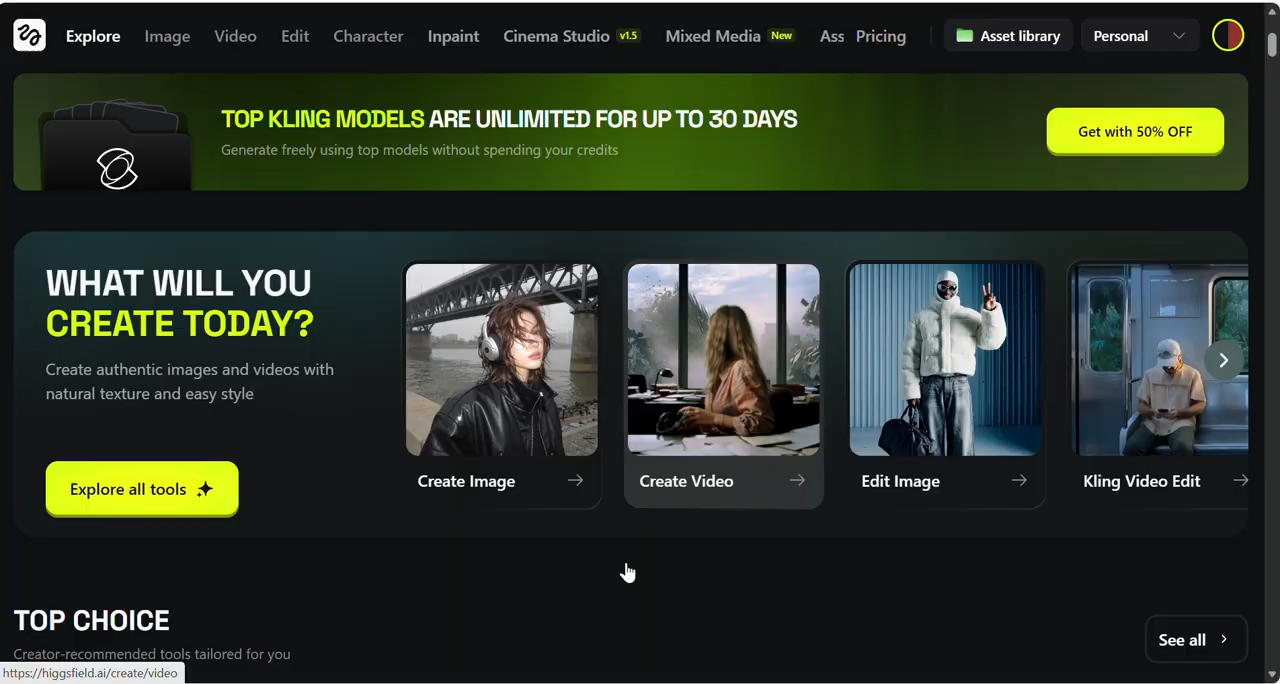 Explore Image Video Edit Character Inpaint Cinema Studio v1.5 Mixed Media New Ass Pricing Asset library Personal
TOP KLING MODELS ARE UNLIMITED FOR UP TO 30 DAYS
Generate freely using top models without spending your credits
Get with 50% OFF
WHAT WILL YOU
CREATE TODAY?
Create authentic images and videos with
natural texture and easy style
Explore all tools
Create Image
Create Video
Edit Image
Kling Video Edit
TOP CHOICE
Creator-recommended tools tailored for you
See all
https://higgsfield.ai/create/video